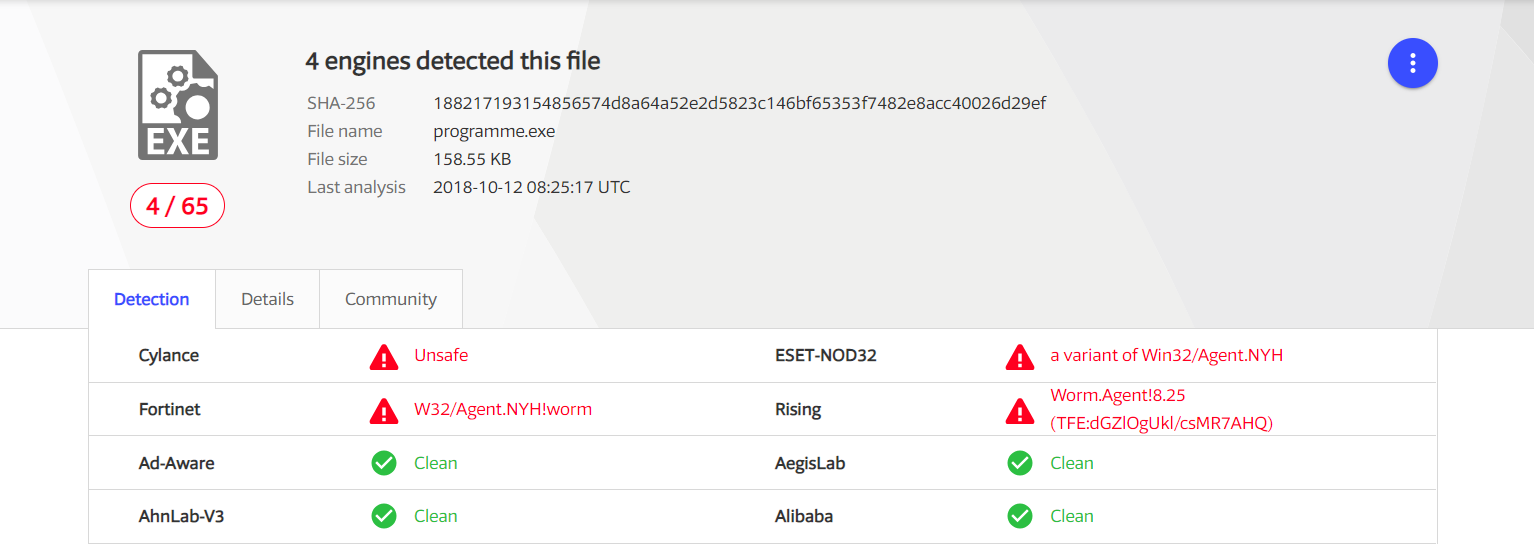 4 engines detected this file
SHA-256 188217193154856574d8a64a52e2d5823c146bf65353f7482e8acc40026d29ef
File name programme.exe
File size 158.55 KB
Last analysis 2018-10-12 08:25:17 UTC
EXE
4 / 65
Detection Details Community
Cylance Unsafe ESET-NOD32 a variant of Win32/Agent.NYH
Fortinet W32/Agent.NYH!worm Rising Worm.Agent!8.25
(TFE:dGZlOgUkl/csMR7AHQ)
Ad-Aware Clean AegisLab Clean
AhnLab-V3 Clean Alibaba Clean